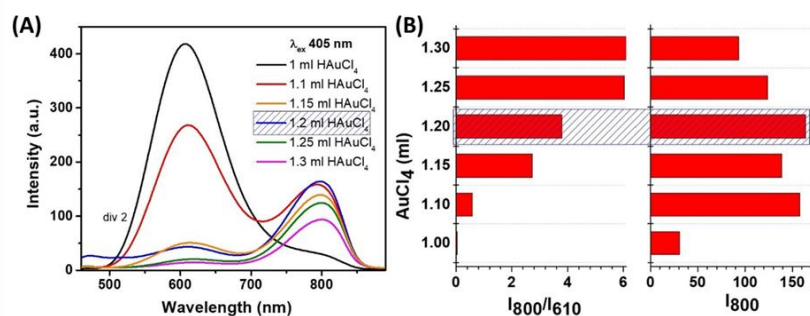 (A)
λex 405 nm
1 ml HAuCl4
1.1 ml HAuCl4
1.15 ml HAuCl4
1.2 ml HAuCl4
1.25 ml HAuCl4
1.3 ml HAuCl4
div 2
Intensity (a.u.)
400
300
200
100
0
500 600 700 800
Wavelength (nm)
(B)
AuCl4 (ml)
1.30
1.25
1.20
1.15
1.10
1.00
0 2 4 6
I800/I610
0 50 100 150
I800